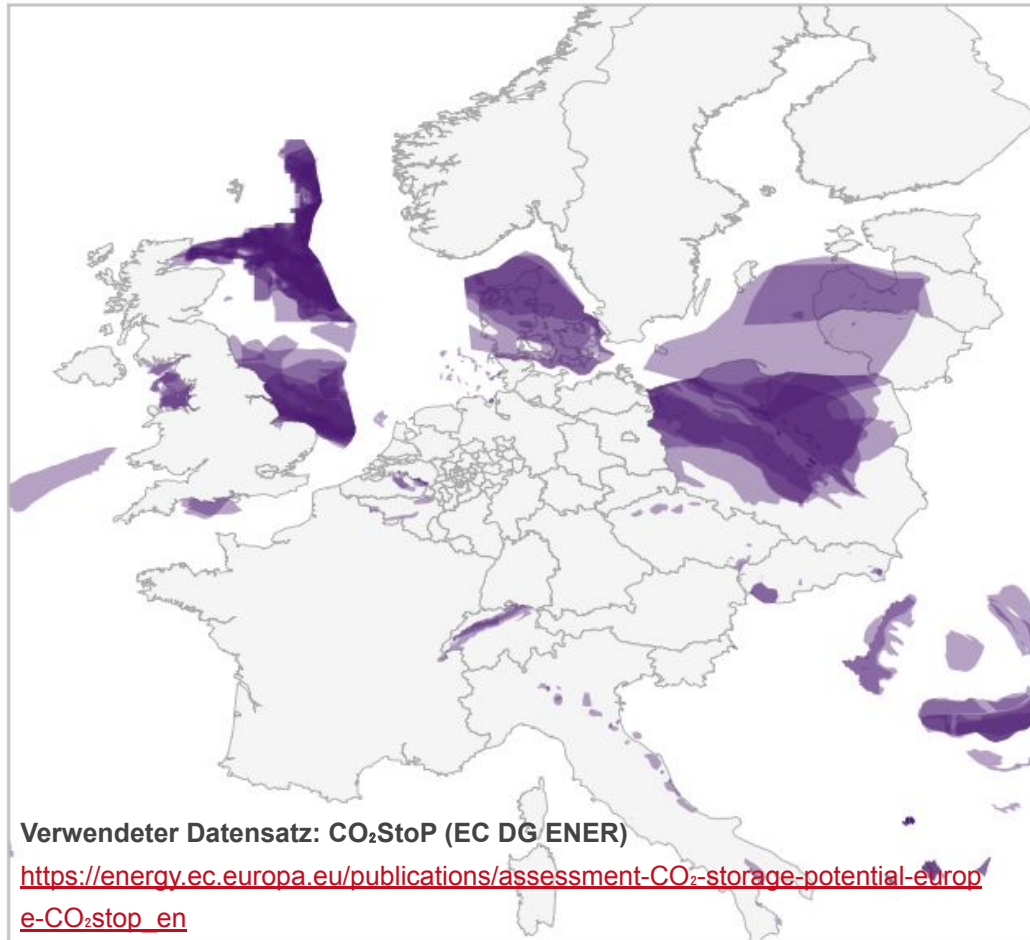 Verwendeter Datensatz: CO₂StoP (EC DG ENER)
https://energy.ec.europa.eu/publications/assessment-CO₂-storage-potential-europ
e-CO₂stop_en